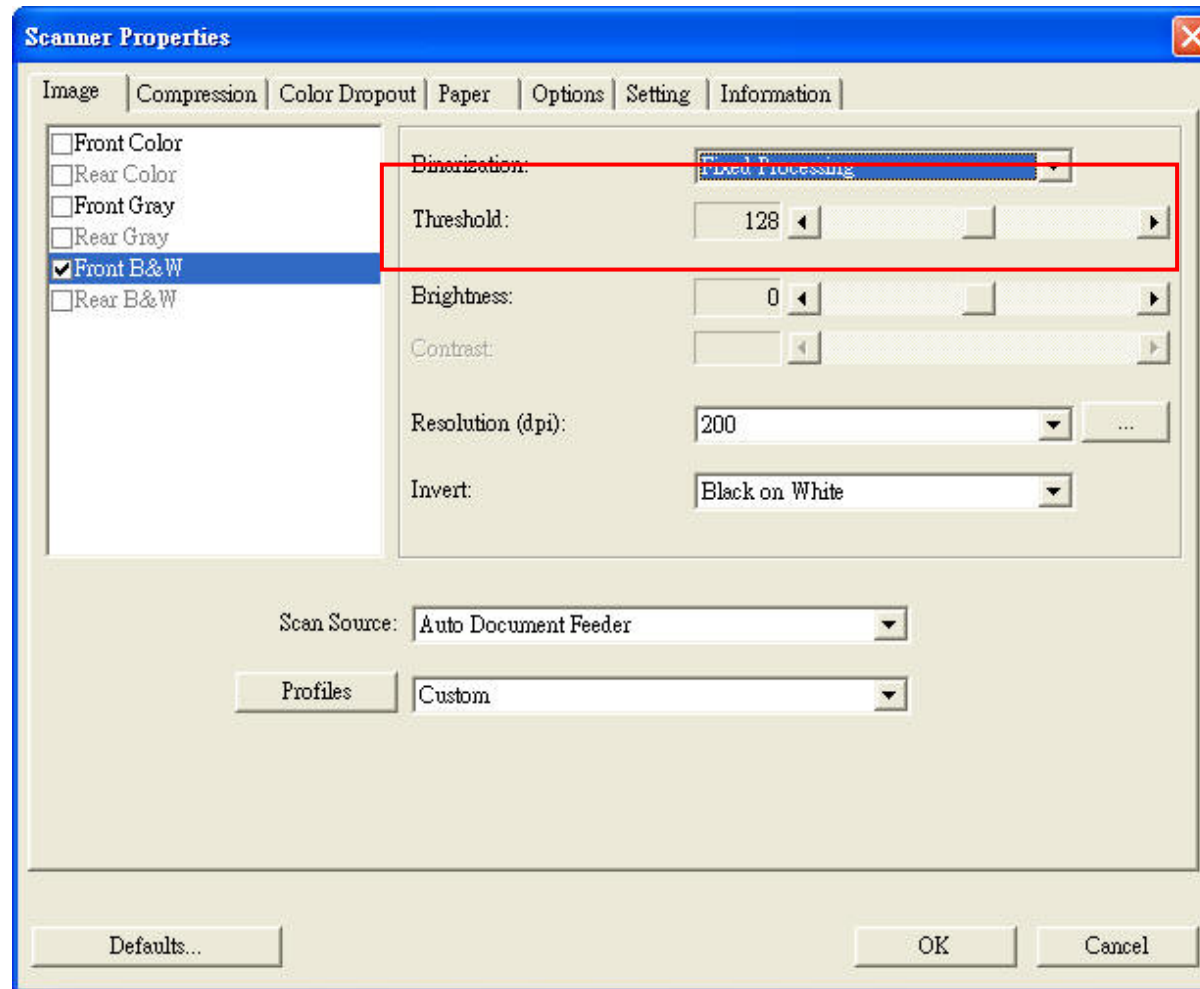 Scanner Properties
Image Compression Color Dropout Paper Options Setting Information
Front Color
Rear Color
Front Gray
Rear Gray
Front B&W
Rear B&W
Binarization: Fixed Processing
Threshold: 128
Brightness: 0
Contrast:
Resolution (dpi): 200 ...
Invert: Black on White
Scan Source: Auto Document Feeder
Profiles Custom
Defaults... OK Cancel